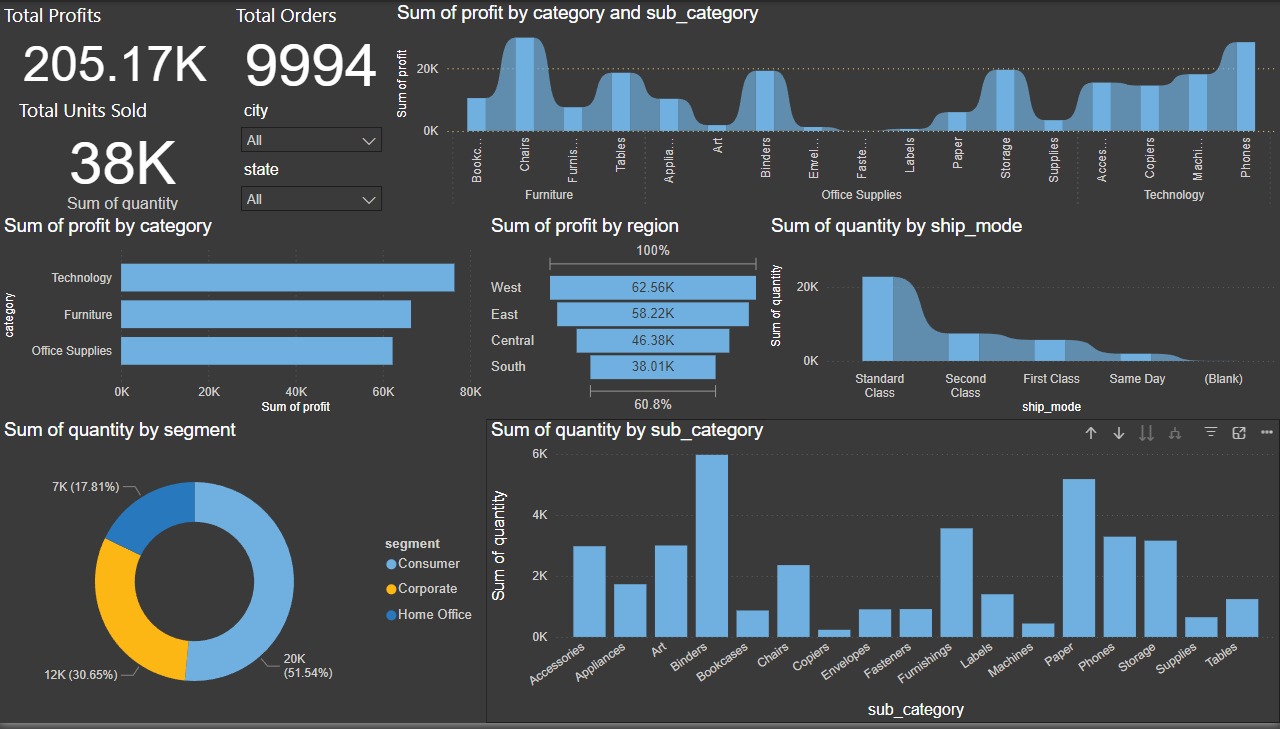 Total Profits
205.17K
Total Orders
9994
Total Units Sold
38K
Sum of quantity
city
All
state
All
Sum of profit by category and sub_category
Sum of profit
20K
0K
Bookc...
Chairs
Furnis...
Tables
Applia...
Art
Binders
Envel...
Faste...
Labels
Paper
Storage
Supplies
Acces...
Copiers
Machi...
Phones
Furniture
Office Supplies
Technology
Sum of profit by category
category
Technology
Furniture
Office Supplies
0K
20K
40K
60K
80K
Sum of profit
Sum of profit by region
100%
West
62.56K
East
58.22K
Central
46.38K
South
38.01K
60.8%
Sum of quantity by ship_mode
Sum of quantity
20K
0K
Standard
Class
Second
Class
First Class
Same Day
(Blank)
ship_mode
Sum of quantity by segment
7K (17.81%)
12K (30.65%)
20K
(51.54%)
segment
Consumer
Corporate
Home Office
Sum of quantity by sub_category
Sum of quantity
6K
4K
2K
0K
Accessories
Appliances
Art
Binders
Bookcases
Chairs
Copiers
Envelopes
Fasteners
Furnishings
Labels
Machines
Paper
Phones
Storage
Supplies
Tables
sub_category